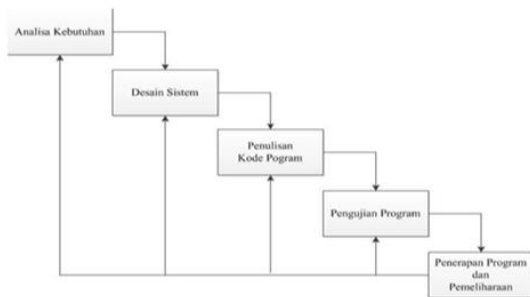 Analisa Kebutuhan
Desain Sistem
Penulisan
Kode Pogram
Pengujian Program
Penerapan Program
dan
Pemeliharaan